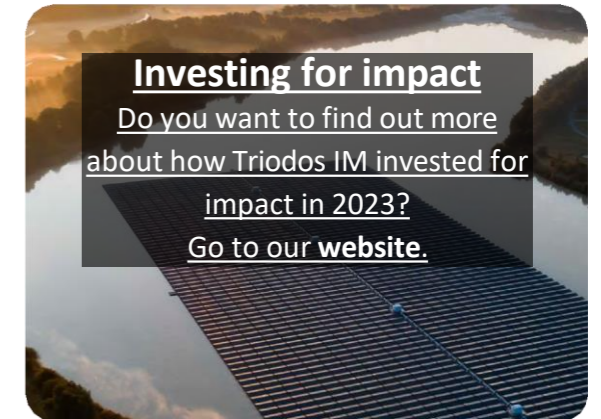 Investing for impact
Do you want to find out more
about how Triodos IM invested for
impact in 2023?
Go to our website.